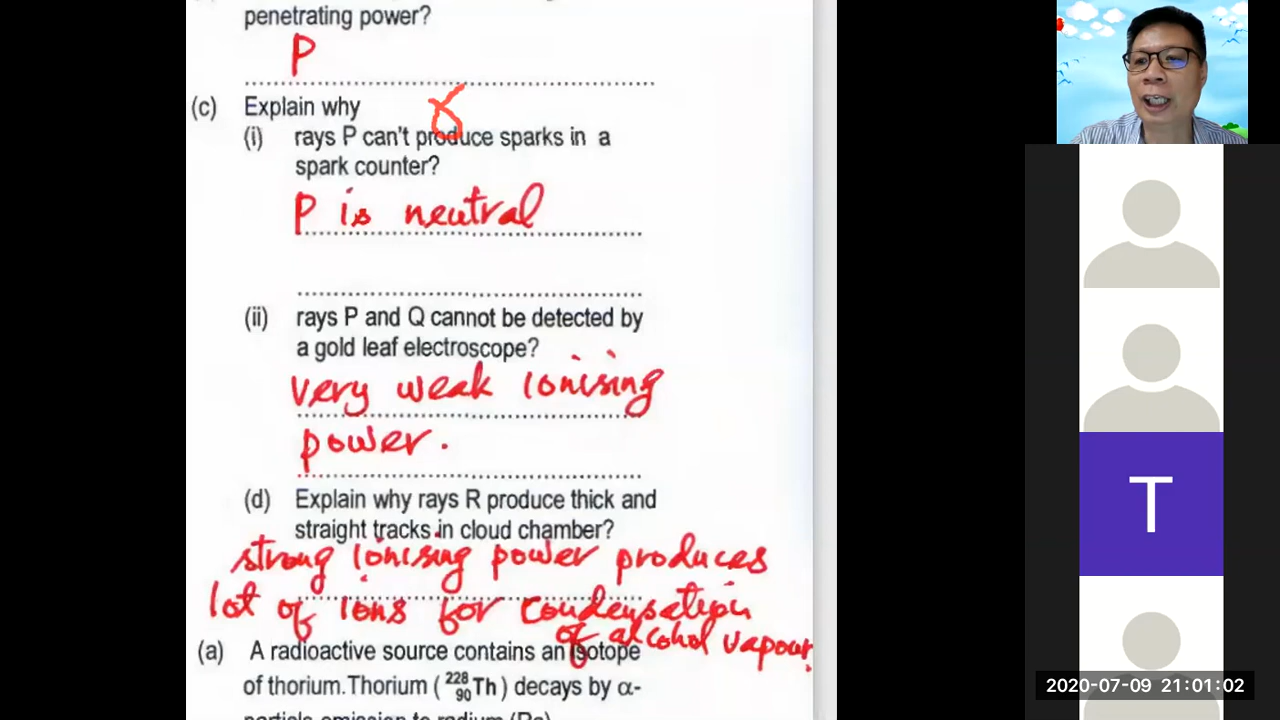 penetrating power?
P
(c) Explain why
γ
(i) rays P can't produce sparks in a
spark counter?
P is neutral
(ii) rays P and Q cannot be detected by
a gold leaf electroscope?
very weak ionising
power.
(d) Explain why rays R produce thick and
straight tracks in cloud chamber?
strong ionising power produces
lot of ions for condensation
of alcohol vapour.
(a) A radioactive source contains an isotope
of thorium.Thorium ( ²²⁸₉₀Th ) decays by α-
T
2020-07-09 21:01:02